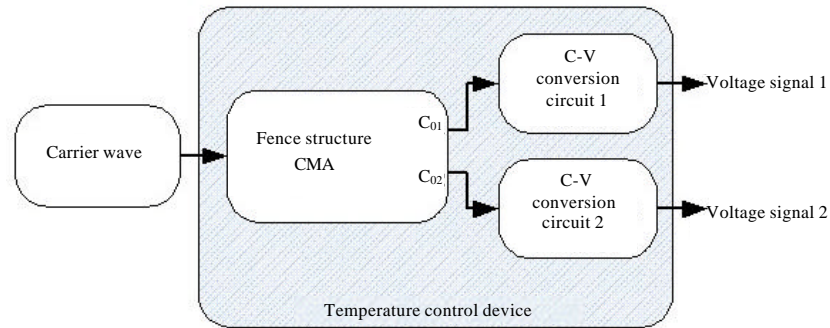 C-V
conversion
circuit 1
Voltage signal 1
Carrier wave
Fence structure
CMA
C01
C02
C-V
conversion
circuit 2
Voltage signal 2
Temperature control device